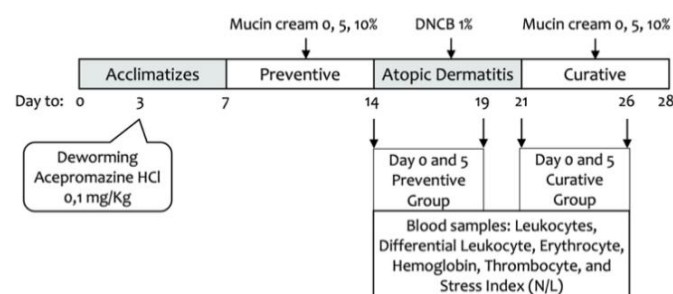 Mucin cream 0, 5, 10% DNCB 1% Mucin cream 0, 5, 10%
Acclimatizes Preventive Atopic Dermatitis Curative
Day to: 0 3 7 14 19 21 26 28
Deworming
Acepromazine HCl
0,1 mg/Kg
Day 0 and 5
Preventive
Group
Day 0 and 5
Curative
Group
Blood samples: Leukocytes,
Differential Leukocyte, Erythrocyte,
Hemoglobin, Thrombocyte, and
Stress Index (N/L)